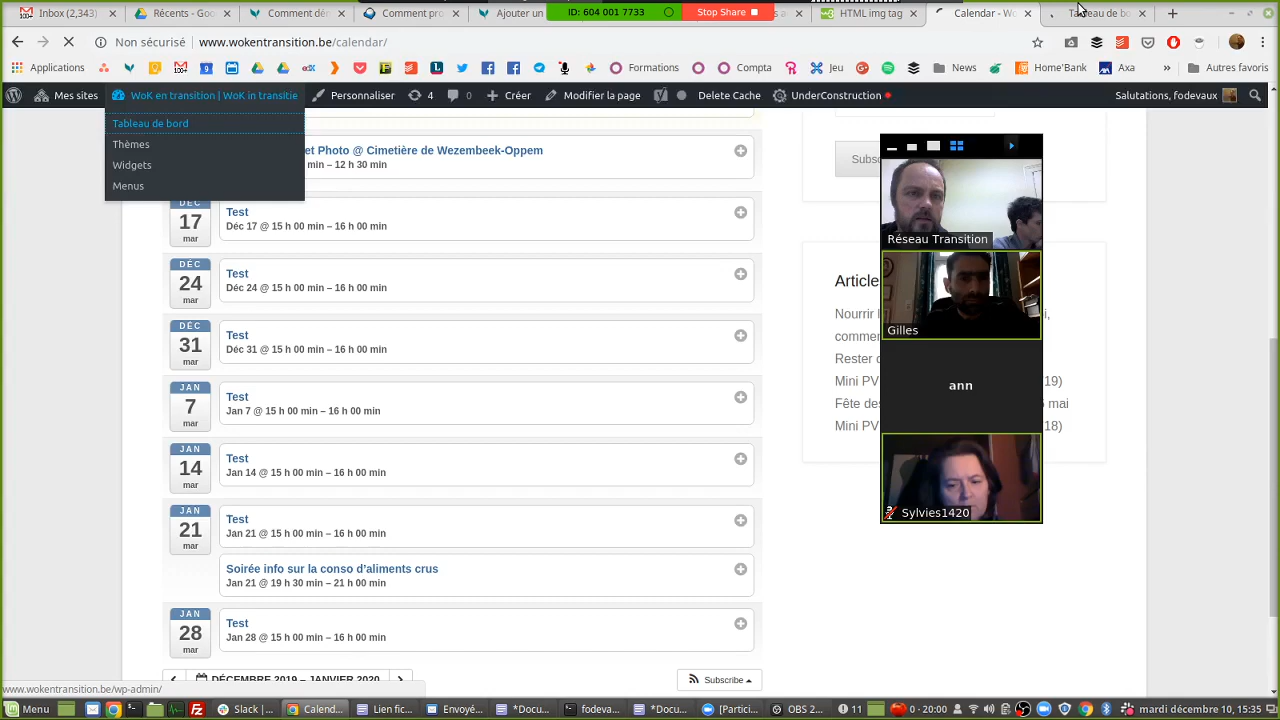 Inbox (2,343)
Récents - Goo
Comment dé
Comment pro
Ajouter un
ID: 604 001 7733
Stop Share
s a
HTML img tag
Calendar - Wo
Tableau de bo
Non sécurisé
www.wokentransition.be/calendar/
Applications
Formations
Compta
Jeu
News
Home'Bank
Axa
»
Autres favoris
Mes sites
WoK en transition | WoK in transitie
Personnaliser
4
0
Créer
Modifier la page
Delete Cache
UnderConstruction
Salutations, fodevaux
Tableau de bord
Thèmes
Widgets
Menus
et Photo @ Cimetière de Wezembeek-Oppem
min – 12 h 30 min
DÉC
17
mar
Test
Déc 17 @ 15 h 00 min – 16 h 00 min
DÉC
24
mar
Test
Déc 24 @ 15 h 00 min – 16 h 00 min
DÉC
31
mar
Test
Déc 31 @ 15 h 00 min – 16 h 00 min
JAN
7
mar
Test
Jan 7 @ 15 h 00 min – 16 h 00 min
JAN
14
mar
Test
Jan 14 @ 15 h 00 min – 16 h 00 min
JAN
21
mar
Test
Jan 21 @ 15 h 00 min – 16 h 00 min
Soirée info sur la conso d'aliments crus
Jan 21 @ 19 h 30 min – 21 h 00 min
JAN
28
mar
Test
Jan 28 @ 15 h 00 min – 16 h 00 min
DÉCEMBRE 2019 – JANVIER 2020
Subscribe
Subsc
Article
Nourrir l
i,
commen
Rester c
Mini PV
19)
Fête des
5 mai
Mini PV
18)
Réseau Transition
Gilles
ann
Sylvies1420
www.wokentransition.be/wp-admin/
Menu
Slack |...
Calend...
Lien fic...
Envoyé...
*Docu...
fodeva...
*Docu...
[Partici...
OBS 2...
11
0 - 20:00
mardi décembre 10, 15:35